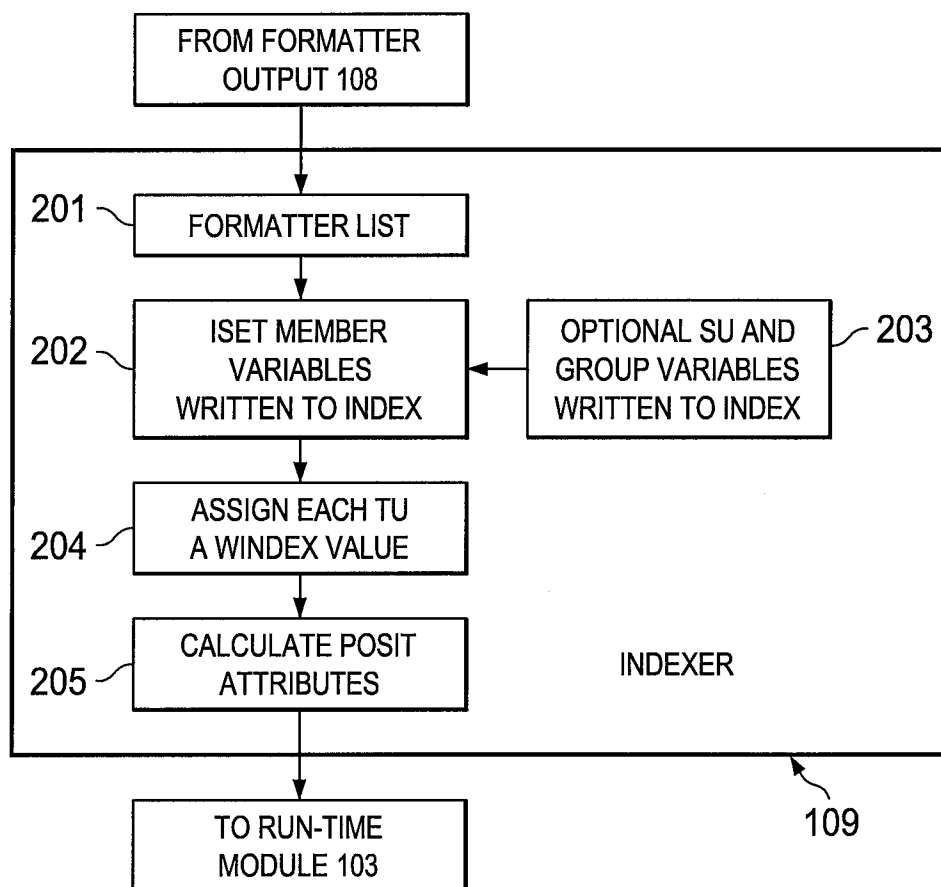 FROM FORMATTER
OUTPUT 108
201
FORMATTER LIST
202
ISET MEMBER
VARIABLES
WRITTEN TO INDEX
OPTIONAL SU AND
GROUP VARIABLES
WRITTEN TO INDEX
203
204
ASSIGN EACH TU
A WINDEX VALUE
205
CALCULATE POSIT
ATTRIBUTES
INDEXER
109
TO RUN-TIME
MODULE 103